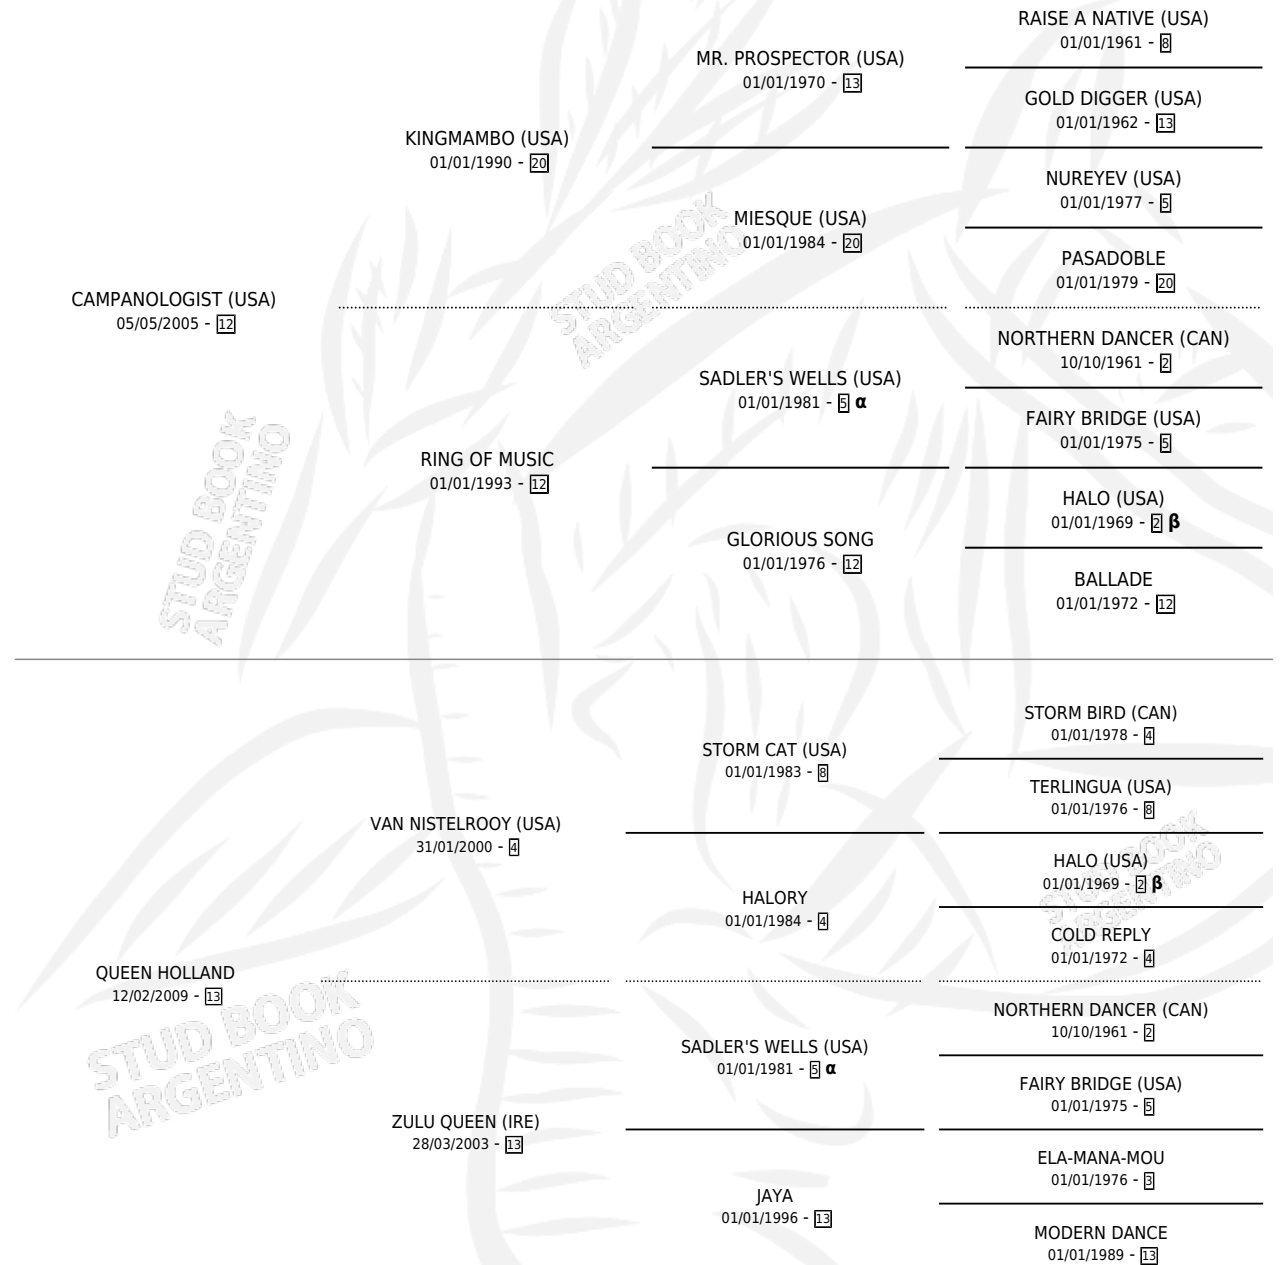 RAISE A NATIVE (USA)
01/01/1961 - 8
MR. PROSPECTOR (USA)
01/01/1970 - 13
GOLD DIGGER (USA)
01/01/1962 - 13
KINGMAMBO (USA)
01/01/1990 - 20
NUREYEV (USA)
01/01/1977 - 5
MIESQUE (USA)
01/01/1984 - 20
PASADOBLE
01/01/1979 - 20
STUD BOOK
ARGENTINO
CAMPANOLOGIST (USA)
05/05/2005 - 12
NORTHERN DANCER (CAN)
10/10/1961 - 2
SADLER'S WELLS (USA)
01/01/1981 - 5 α
FAIRY BRIDGE (USA)
01/01/1975 - 5
RING OF MUSIC
01/01/1993 - 12
HALO (USA)
01/01/1969 - 2 β
GLORIOUS SONG
01/01/1976 - 12
BALLADE
01/01/1972 - 12
STUD BOOK
ARGENTINO
STORM BIRD (CAN)
01/01/1978 - 4
STORM CAT (USA)
01/01/1983 - 8
TERLINGUA (USA)
01/01/1976 - 8
VAN NISTELROOY (USA)
31/01/2000 - 4
HALO (USA)
01/01/1969 - 2 β
HALORY
01/01/1984 - 4
COLD REPLY
01/01/1972 - 4
STUD BOOK
ARGENTINO
QUEEN HOLLAND
12/02/2009 - 13
STUD BOOK
ARGENTINO
NORTHERN DANCER (CAN)
10/10/1961 - 2
SADLER'S WELLS (USA)
01/01/1981 - 5 α
FAIRY BRIDGE (USA)
01/01/1975 - 5
ZULU QUEEN (IRE)
28/03/2003 - 13
ELA-MANA-MOU
01/01/1976 - 3
JAYA
01/01/1996 - 13
MODERN DANCE
01/01/1989 - 13